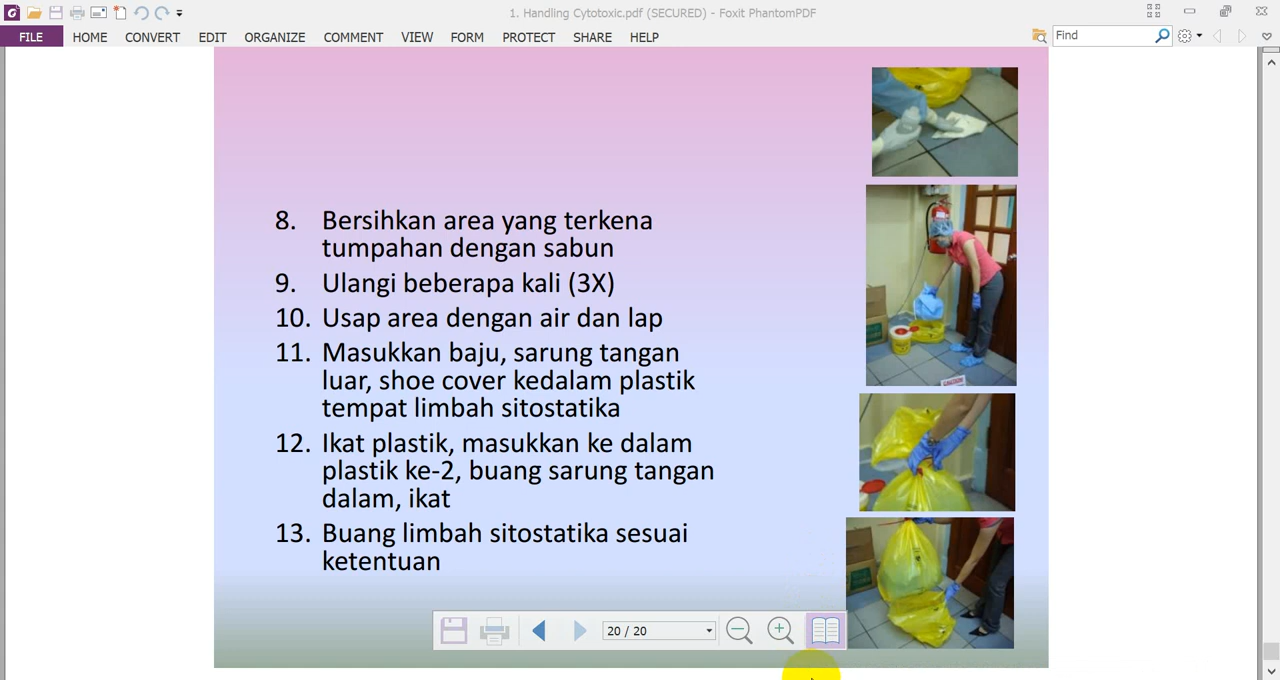 1. Handling Cytotoxic.pdf (SECURED) - Foxit PhantomPDF
FILE HOME CONVERT EDIT ORGANIZE COMMENT VIEW FORM PROTECT SHARE HELP
Find
8. Bersihkan area yang terkena
tumpahan dengan sabun
9. Ulangi beberapa kali (3X)
10. Usap area dengan air dan lap
11. Masukkan baju, sarung tangan
luar, shoe cover kedalam plastik
tempat limbah sitostatika
12. Ikat plastik, masukkan ke dalam
plastik ke-2, buang sarung tangan
dalam, ikat
13. Buang limbah sitostatika sesuai
ketentuan
20 / 20